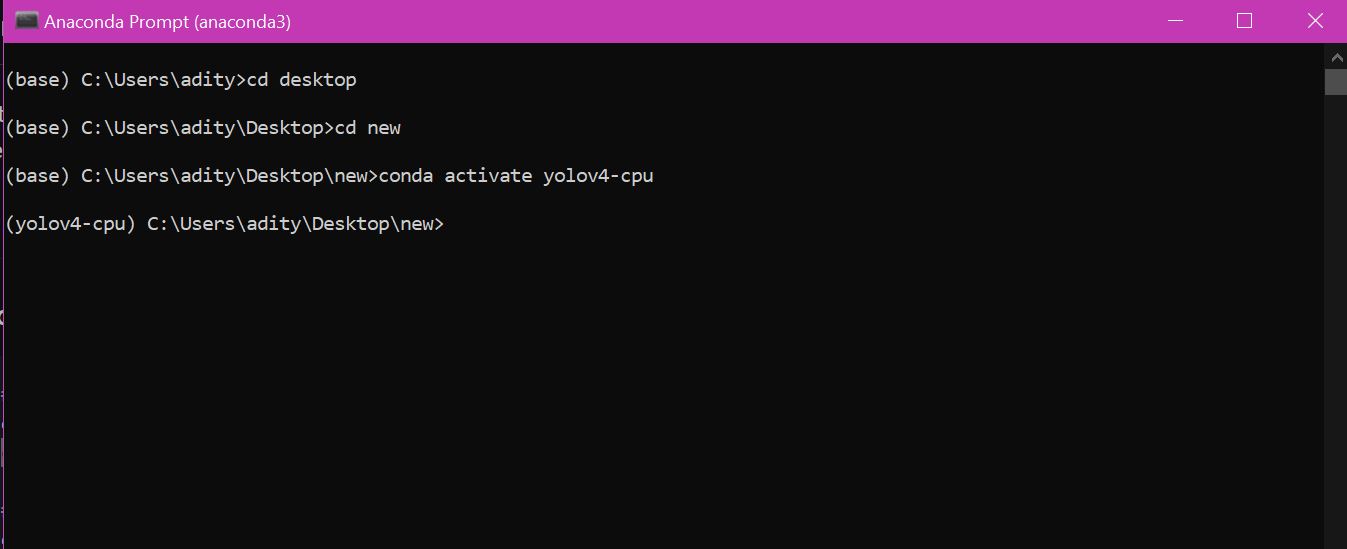 Anaconda Prompt (anaconda3)
(base) C:\Users\adity>cd desktop
(base) C:\Users\adity\Desktop>cd new
(base) C:\Users\adity\Desktop\new>conda activate yolov4-cpu
(yolov4-cpu) C:\Users\adity\Desktop\new>